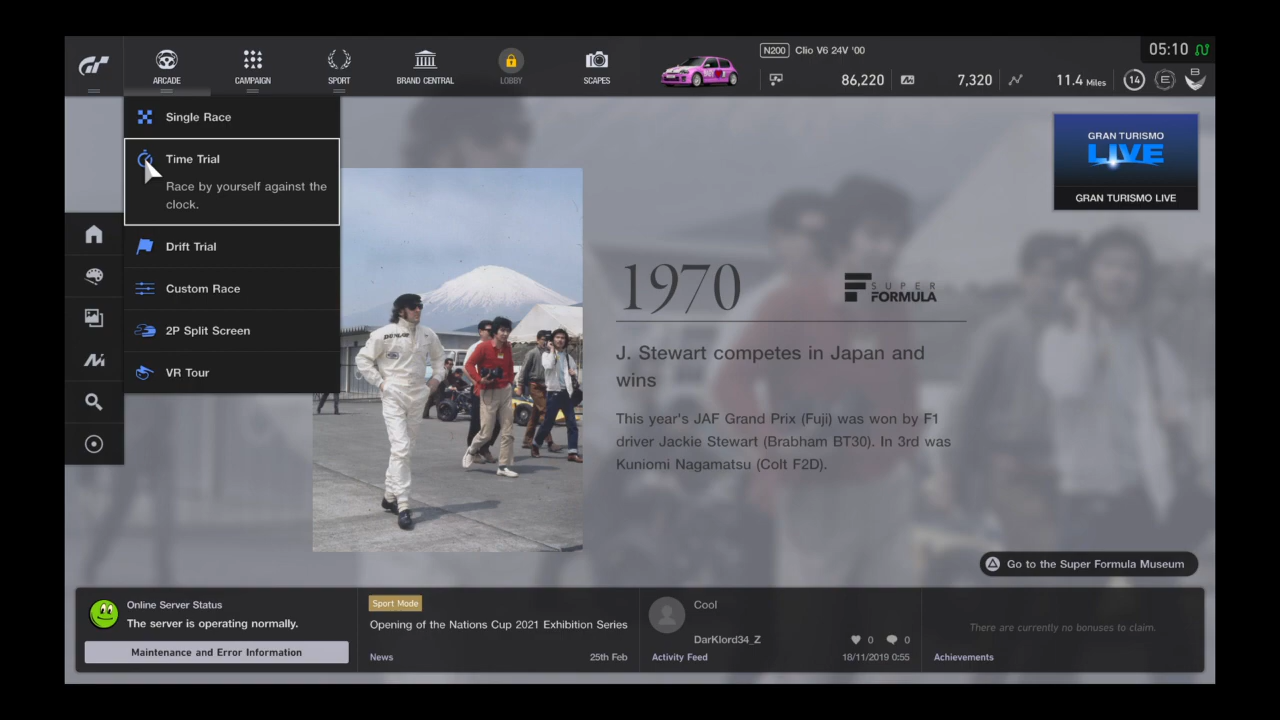 GT
ARCADE
CAMPAIGN
SPORT
BRAND CENTRAL
LOBBY
SCAPES
N200 Clio V6 24V '00
86,220
7,320
11.4 Miles
14
E
B
05:10
Single Race
Time Trial
Race by yourself against the
clock.
Drift Trial
Custom Race
2P Split Screen
VR Tour
GRAN TURISMO
LIVE
GRAN TURISMO LIVE
1970
SUPER
FORMULA
J. Stewart competes in Japan and
wins
This year's JAF Grand Prix (Fuji) was won by F1
driver Jackie Stewart (Brabham BT30). In 3rd was
Kuniomi Nagamatsu (Colt F2D).
Go to the Super Formula Museum
Online Server Status
The server is operating normally.
Maintenance and Error Information
Sport Mode
Opening of the Nations Cup 2021 Exhibition Series
News
25th Feb
Cool
DarKlord34_Z
0
0
Activity Feed
18/11/2019 0:55
There are currently no bonuses to claim.
Achievements